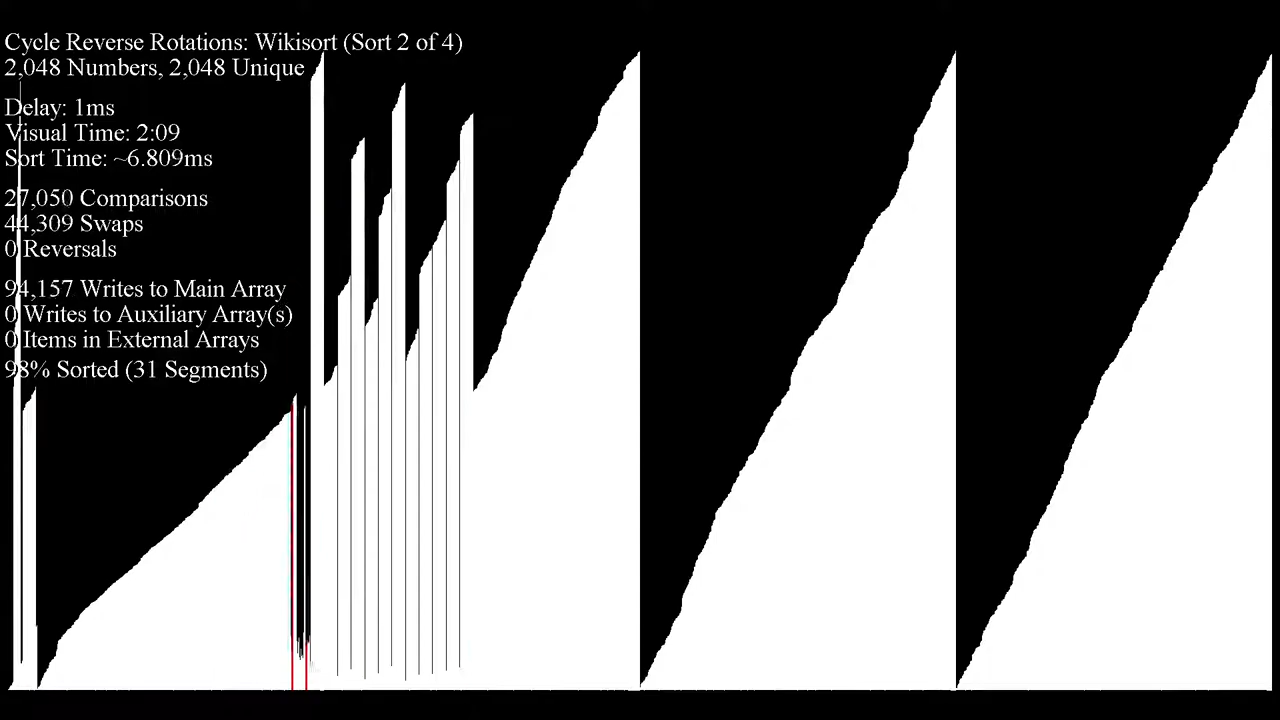 Cycle Reverse Rotations: Wikisort (Sort 2 of 4)
2,048 Numbers, 2,048 Unique
Delay: 1ms
Visual Time: 2:09
Sort Time: ~6.809ms
27,050 Comparisons
44,309 Swaps
0 Reversals
94,157 Writes to Main Array
0 Writes to Auxiliary Array(s)
0 Items in External Arrays
98% Sorted (31 Segments)